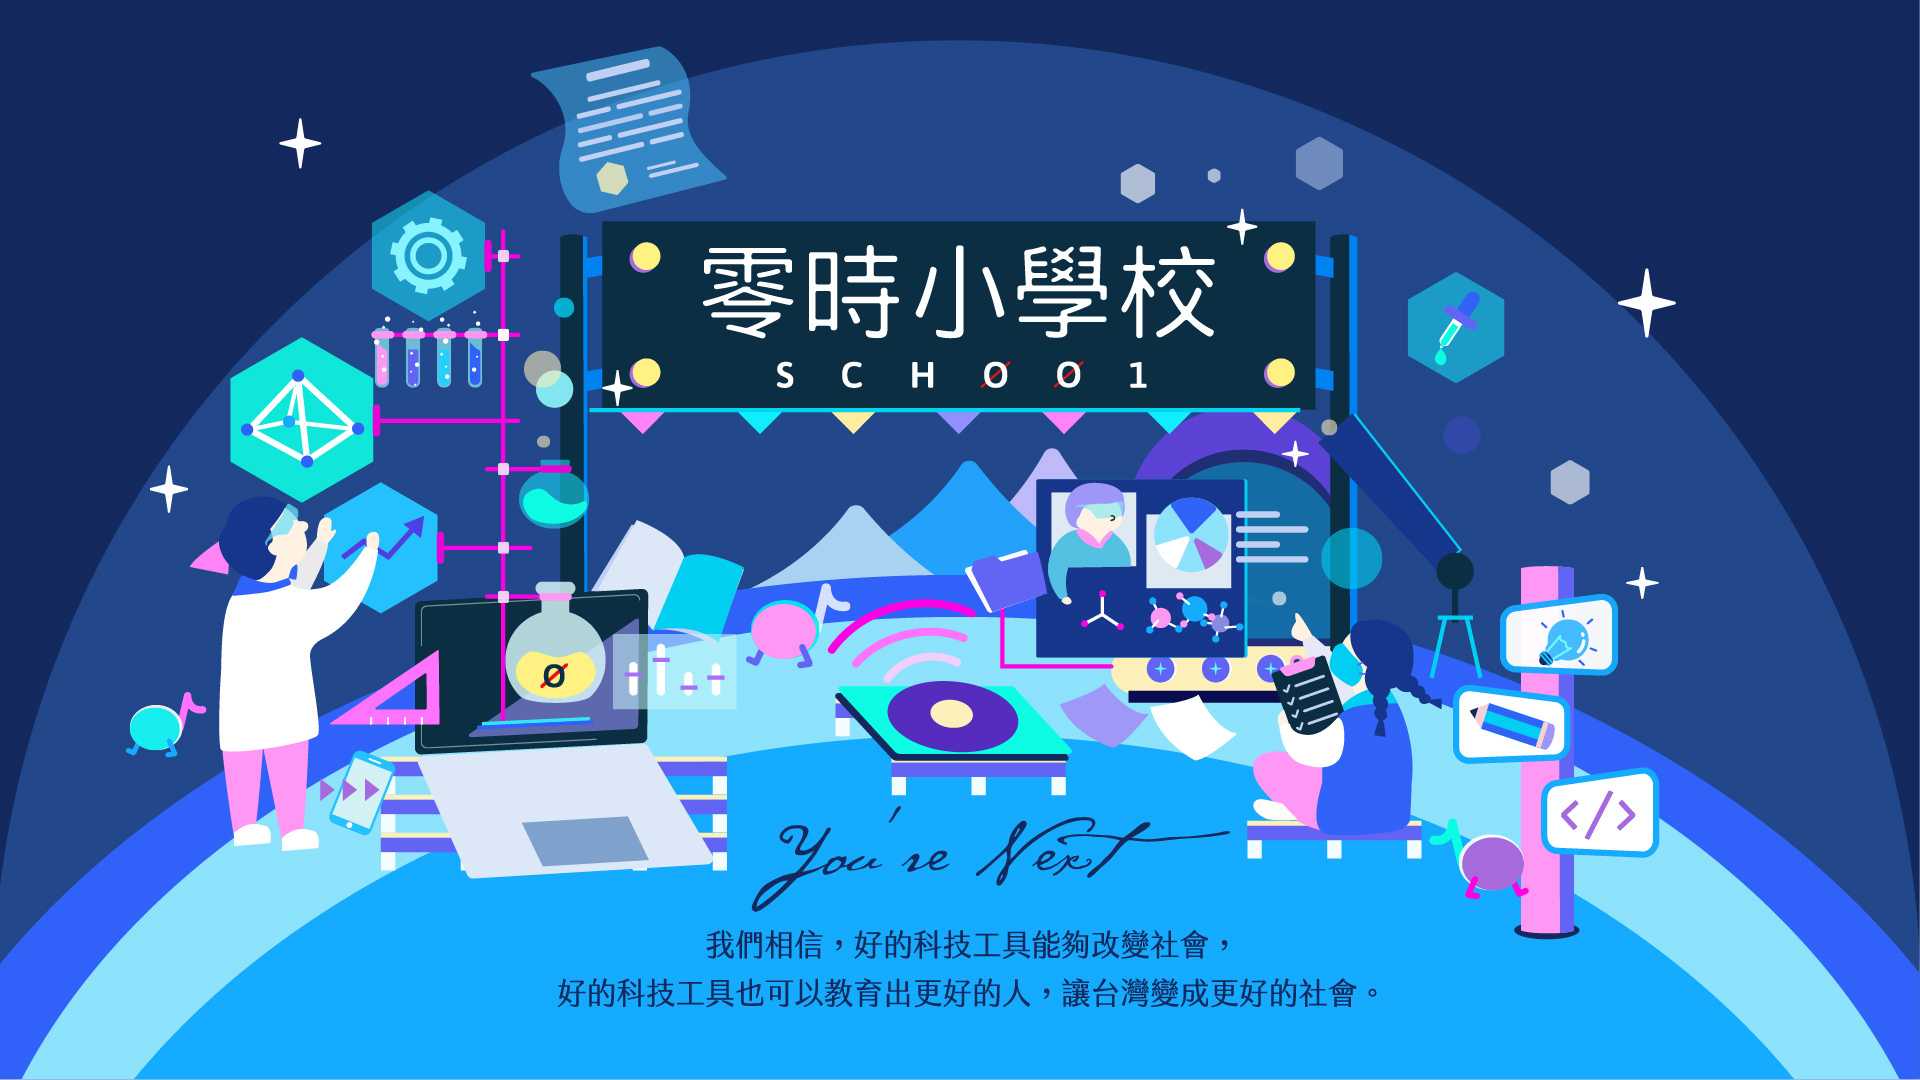 零時小學校
SCHØØ1
Ø
</>
You're Next
我們相信，好的科技工具能夠改變社會，
好的科技工具也可以教育出更好的人，讓台灣變成更好的社會。